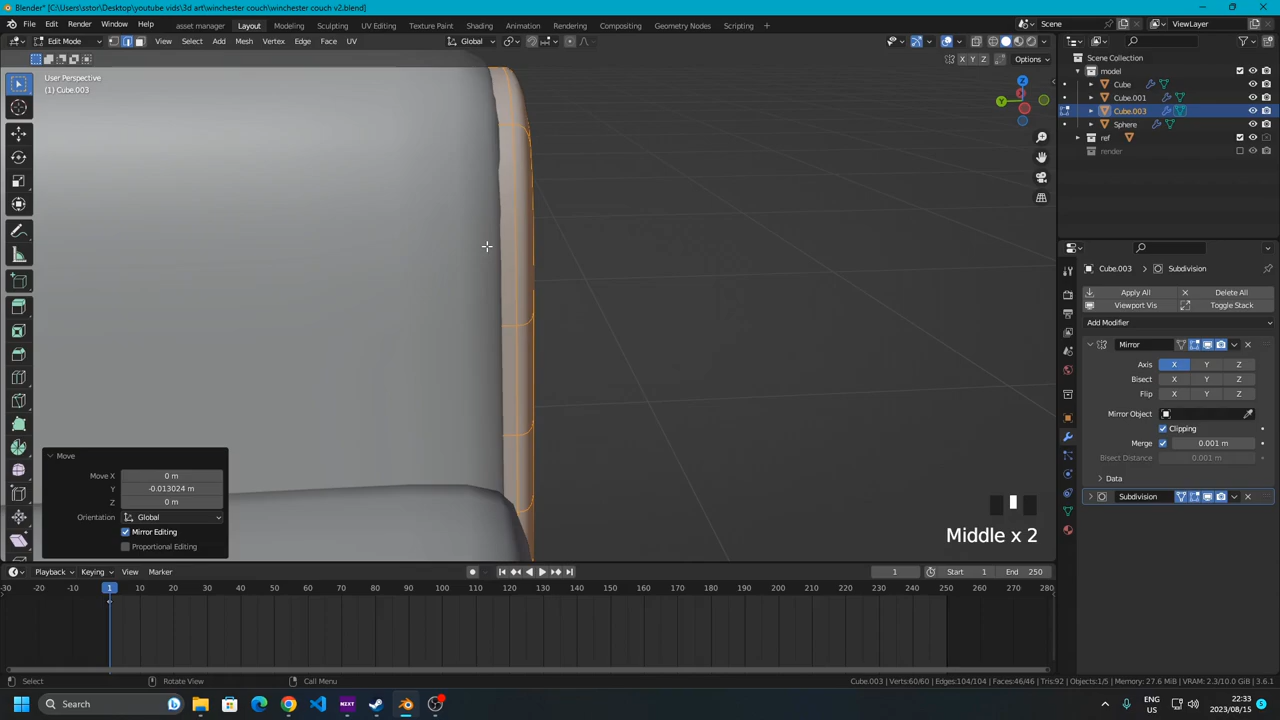 Blender* [C:\Users\sstor\Desktop\youtube vids\3d art\winchester couch\winchester couch v2.blend]
File Edit Render Window Help asset manager Layout Modeling Sculpting UV Editing Texture Paint Shading Animation Rendering Compositing Geometry Nodes Scripting Scene ViewLayer
Edit Mode View Select Add Mesh Vertex Edge Face UV Global
X Y Z Options
User Perspective
(1) Cube.003
Scene Collection
model
Cube
Cube.001
Cube.003
Sphere
ref
render
Cube.003 Subdivision
Apply All Delete All
Viewport Vis Toggle Stack
Add Modifier
Mirror
Axis X Y Z
Bisect X Y Z
Flip X Y Z
Mirror Object
Clipping
Merge 0.001 m
Bisect Distance 0.001 m
Data
Subdivision
Move
Move X 0 m
Y -0.013024 m
Z 0 m
Orientation Global
Mirror Editing
Proportional Editing
Middle x 2
Playback Keying View Marker 1 Start 1 End 250
-30 -20 -10 1 10 20 30 40 50 60 70 80 90 100 110 120 130 140 150 160 170 180 190 200 210 220 230 240 250 260 270 280
Select Rotate View Call Menu Cube.003 | Verts:60/60 | Edges:104/104 | Faces:46/46 | Tris:92 | Objects:1/5 | Memory: 27.6 MiB | VRAM: 2.3/10.0 GiB | 3.6.1
Search NZXT ENG US 22:33 2023/08/15